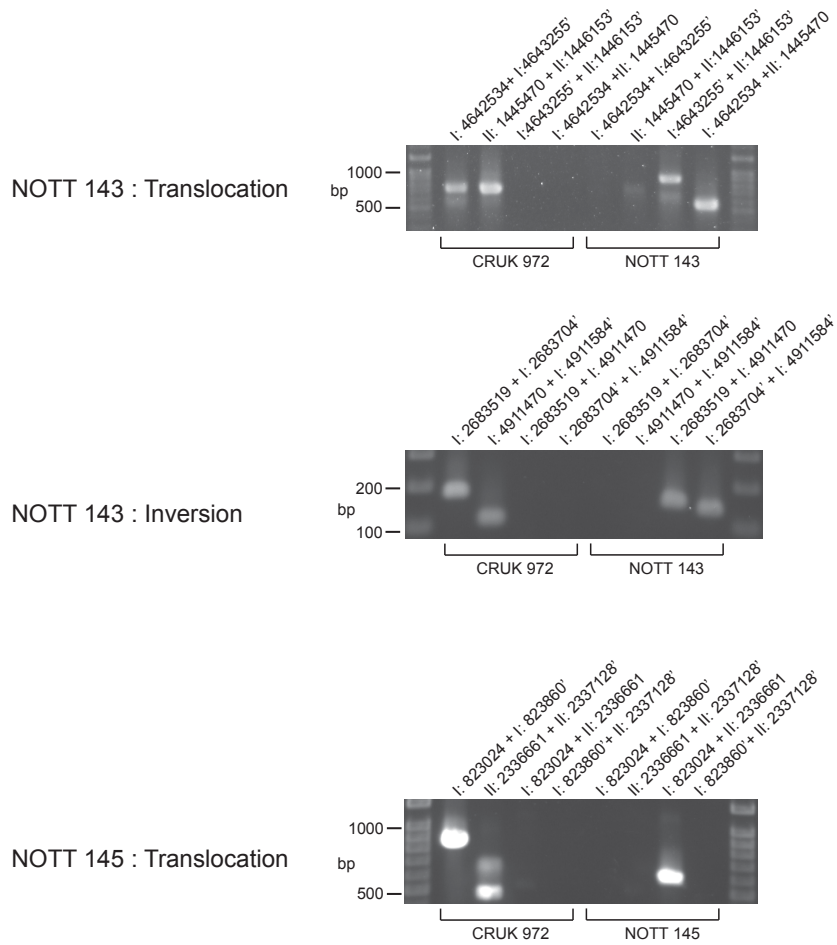 I: 4642534+ I:4643255'
II: 1445470 + II:1446153'
I:4643255' + II:1446153'
I: 4642534 +II: 1445470
I: 4642534+ I:4643255'
II: 1445470 + II:1446153'
I:4643255' + II:1446153'
I: 4642534 +II: 1445470
NOTT 143 : Translocation
1000
bp
500
CRUK 972
NOTT 143
I: 2683519 + I: 2683704'
I: 4911470 + I: 4911584'
I: 2683519 + I: 4911470
I: 2683704' + I: 4911584'
I: 2683519 + I: 2683704'
I: 4911470 + I: 4911584'
I: 2683519 + I: 4911470
I: 2683704' + I: 4911584'
NOTT 143 : Inversion
200
bp
100
CRUK 972
NOTT 143
I: 823024 + I: 823860'
II: 2336661 + II: 2337128'
I: 823024 + II: 2336661
I: 823860'+ II: 2337128'
I: 823024 + I: 823860'
II: 2336661 + II: 2337128'
I: 823024 + II: 2336661
I: 823860'+ II: 2337128'
NOTT 145 : Translocation
1000
bp
500
CRUK 972
NOTT 145